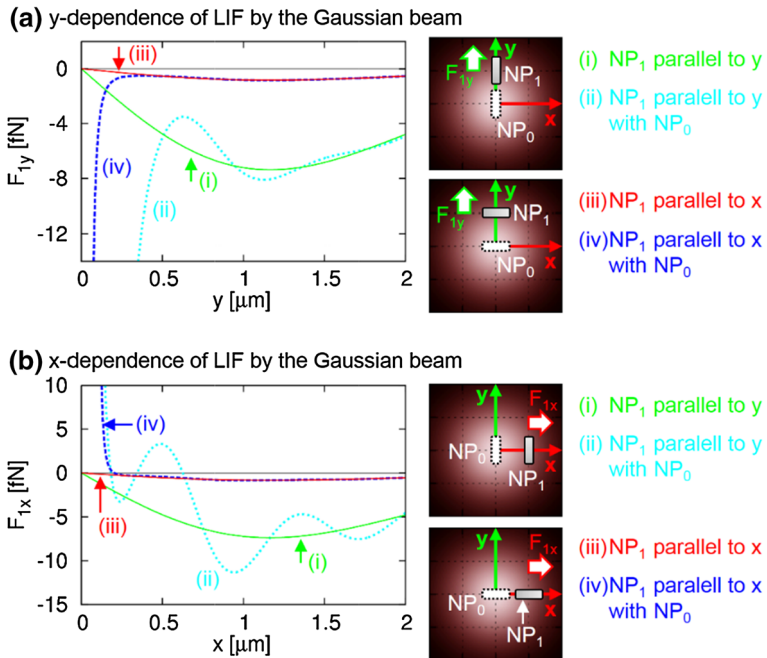 (a) y-dependence of LIF by the Gaussian beam
0
-4
-8
-12
F1y [fN]
(iii)
(iv)
(ii)
(i)
0 0.5 1 1.5 2
y [μm]
y
F1y
NP1
x
NP0
y
F1y
NP1
x
NP0
(i) NP1 parallel to y
(ii) NP1 paralell to y
with NP0
(iii) NP1 parallel to x
(iv) NP1 paralell to x
with NP0
(b) x-dependence of LIF by the Gaussian beam
10
5
0
-5
-10
-15
F1x [fN]
(iv)
(iii)
(ii)
(i)
0 0.5 1 1.5 2
x [μm]
y
F1x
NP0
x
NP1
y
F1x
NP0
x
NP1
(i) NP1 parallel to y
(ii) NP1 paralell to y
with NP0
(iii) NP1 parallel to x
(iv) NP1 paralell to x
with NP0